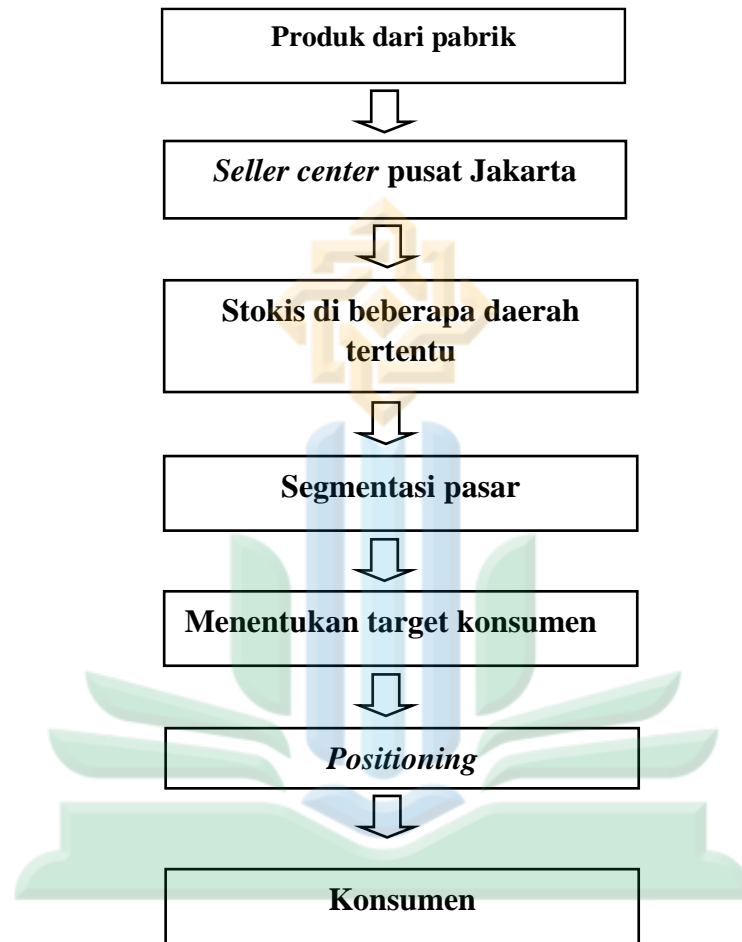 Produk dari pabrik
Seller center pusat Jakarta
Stokis di beberapa daerah
tertentu
Segmentasi pasar
Menentukan target konsumen
Positioning
Konsumen